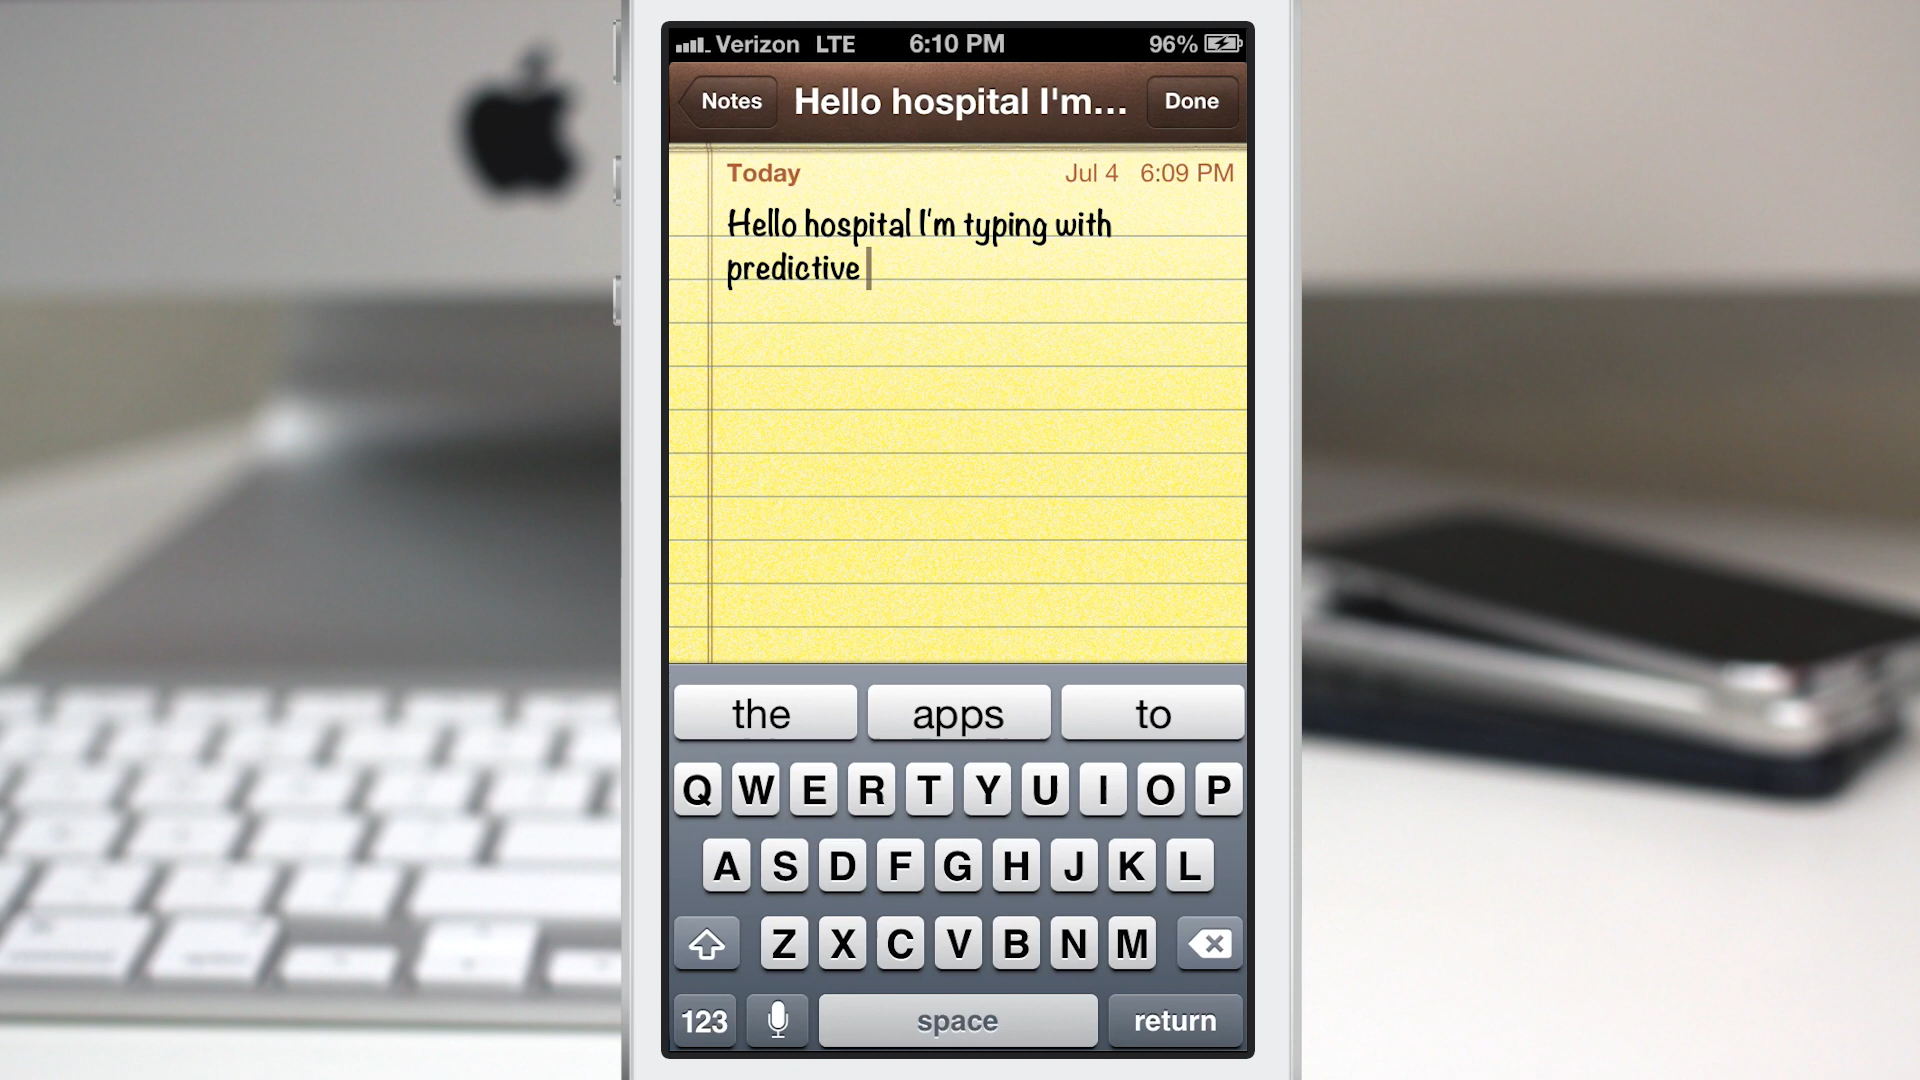 Verizon LTE 6:10 PM 96%
Notes Hello hospital I'm... Done
Today Jul 4 6:09 PM
Hello hospital I'm typing with
predictive
the apps to
Q W E R T Y U I O P
A S D F G H J K L
Z X C V B N M
123 space return